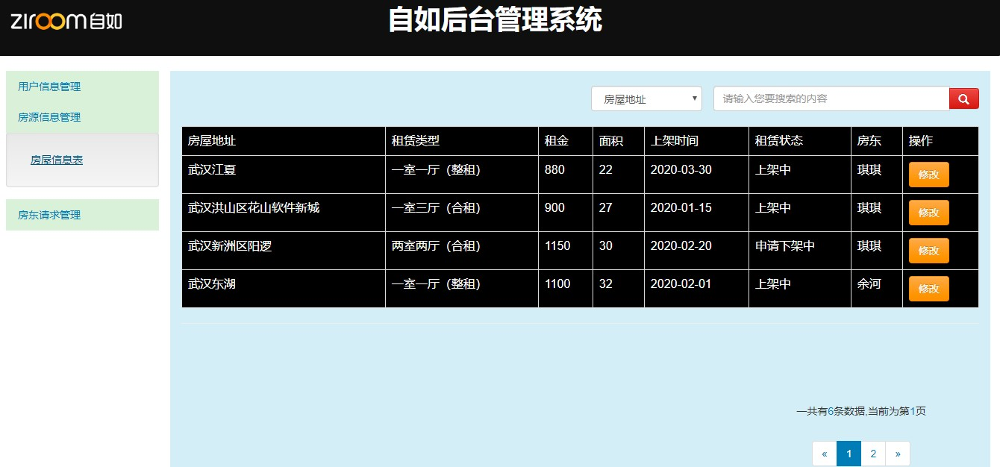 ziroom自如
自如后台管理系统
用户信息管理
房源信息管理
房屋信息表
房东请求管理
房屋地址 请输入您要搜索的内容
房屋地址 租赁类型 租金 面积 上架时间 租赁状态 房东 操作
武汉江夏 一室一厅（整租） 880 22 2020-03-30 上架中 琪琪 修改
武汉洪山区花山软件新城 一室三厅（合租） 900 27 2020-01-15 上架中 琪琪 修改
武汉新洲区阳逻 两室两厅（合租） 1150 30 2020-02-20 申请下架中 琪琪 修改
武汉东湖 一室一厅（整租） 1100 32 2020-02-01 上架中 余河 修改
一共有6条数据,当前为第1页
« 1 2 »